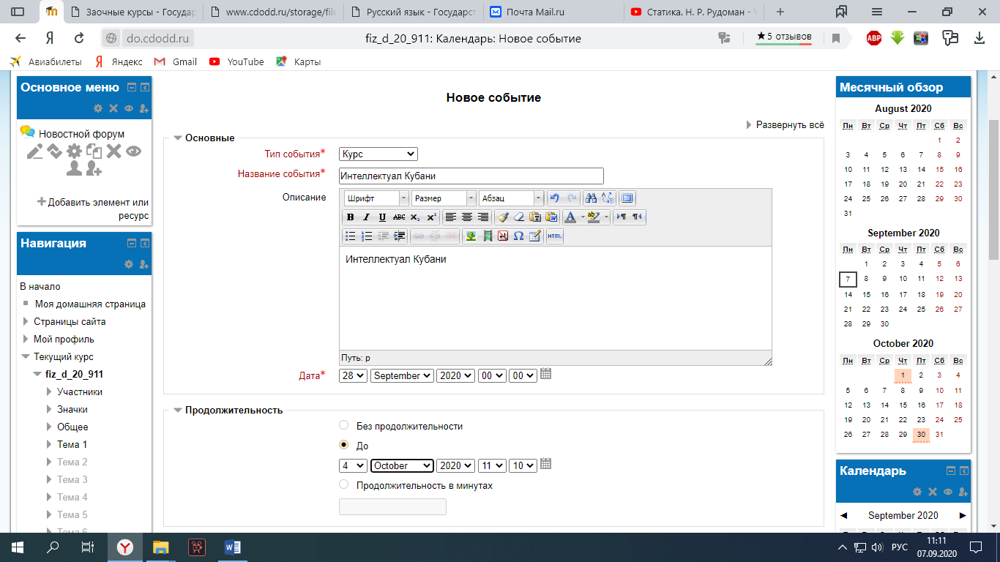 Заочные курсы - Государ
www.cdodd.ru/storage/file
Русский язык - Государст
Почта Mail.ru
Статика. Н. Р. Рудоман -
Я
do.cdodd.ru
fiz_d_20_911: Календарь: Новое событие
★5 отзывов
ABP
Авиабилеты
Я Яндекс
Gmail
YouTube
Карты
Основное меню
Новостной форум
Добавить элемент или
ресурс
Навигация
В начало
Моя домашняя страница
Страницы сайта
Мой профиль
Текущий курс
fiz_d_20_911
Участники
Значки
Общее
Тема 1
Тема 2
Тема 3
Тема 4
Тема 5
Тема 6
Новое событие
Развернуть всё
Основные
Тип события*
Курс
Название события*
Интеллектуал Кубани
Описание
Шрифт Размер Абзац
B I U ABC X₂ X² A ab
HTML
Интеллектуал Кубани
Путь: p
Дата* 28 September 2020 00 00
Продолжительность
Без продолжительности
До
4 October 2020 11 10
Продолжительность в минутах
Месячный обзор
August 2020
Пн Вт Ср Чт Пт Сб Вс
1 2
3 4 5 6 7 8 9
10 11 12 13 14 15 16
17 18 19 20 21 22 23
24 25 26 27 28 29 30
31
September 2020
Пн Вт Ср Чт Пт Сб Вс
1 2 3 4 5 6
7 8 9 10 11 12 13
14 15 16 17 18 19 20
21 22 23 24 25 26 27
28 29 30
October 2020
Пн Вт Ср Чт Пт Сб Вс
1 2 3 4
5 6 7 8 9 10 11
12 13 14 15 16 17 18
19 20 21 22 23 24 25
26 27 28 29 30 31
Календарь
◄ September 2020 ►
РУС
11:11
07.09.2020